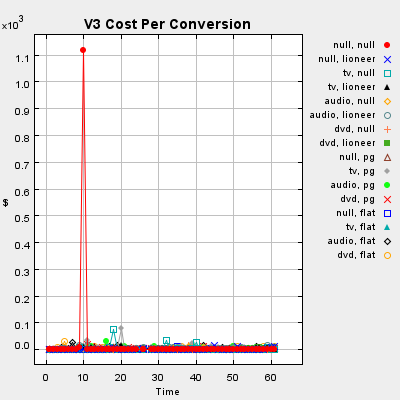 V3 Cost Per Conversion
x10^3
1.1
1.0
0.9
0.8
0.7
0.6
0.5
0.4
0.3
0.2
0.1
0.0
$
0 10 20 30 40 50 60
Time
null, null
null, lioneer
tv, null
tv, lioneer
audio, null
audio, lioneer
dvd, null
dvd, lioneer
null, pg
tv, pg
audio, pg
dvd, pg
null, flat
tv, flat
audio, flat
dvd, flat